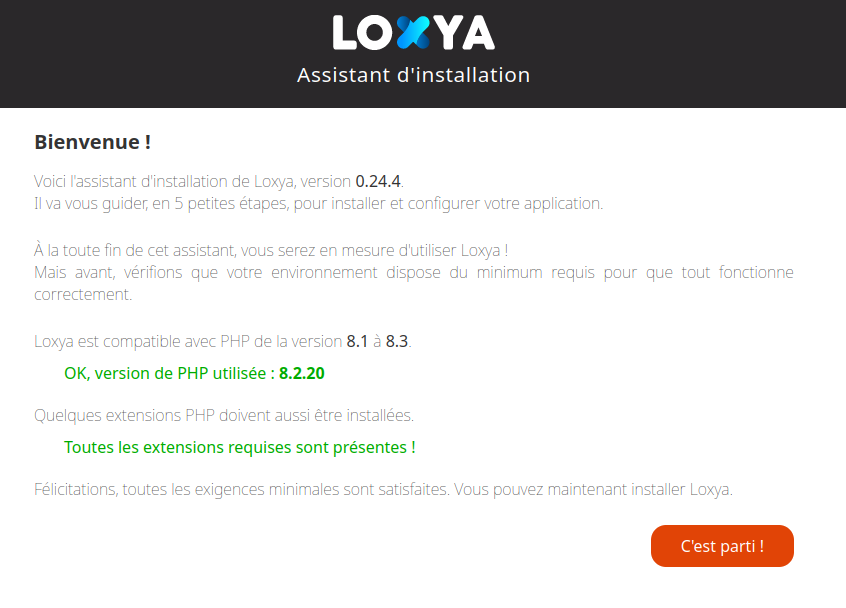 LOXYA
Assistant d'installation
Bienvenue !
Voici l'assistant d'installation de Loxya, version 0.24.4.
Il va vous guider, en 5 petites étapes, pour installer et configurer votre application.
À la toute fin de cet assistant, vous serez en mesure d'utiliser Loxya !
Mais avant, vérifions que votre environnement dispose du minimum requis pour que tout fonctionne
correctement.
Loxya est compatible avec PHP de la version 8.1 à 8.3.
OK, version de PHP utilisée : 8.2.20
Quelques extensions PHP doivent aussi être installées.
Toutes les extensions requises sont présentes !
Félicitations, toutes les exigences minimales sont satisfaites. Vous pouvez maintenant installer Loxya.
C'est parti !